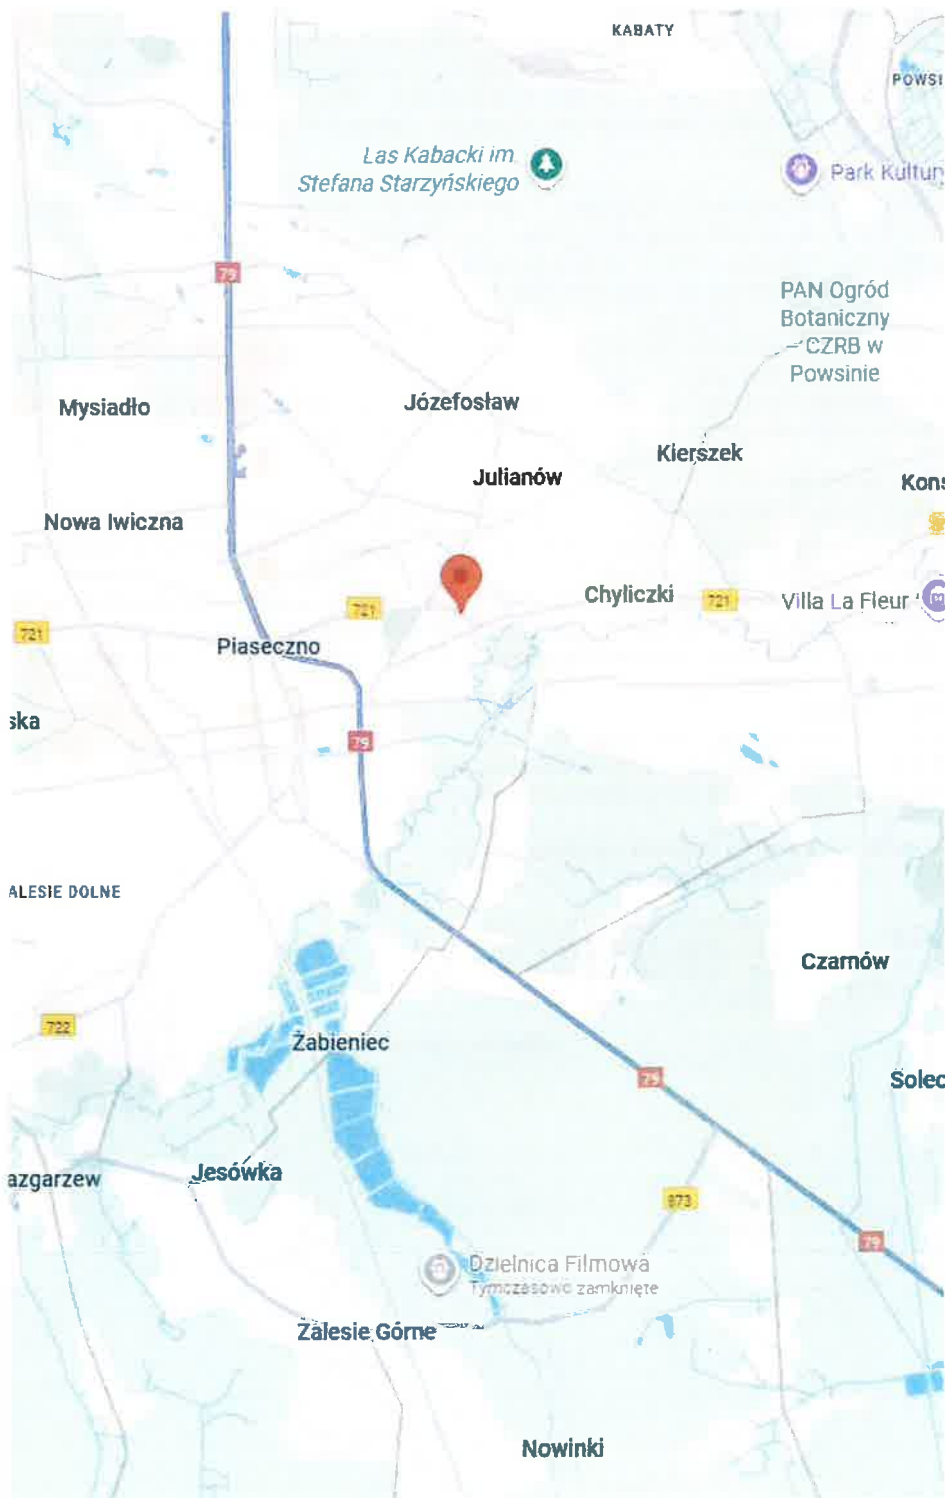 KABATY
POWSI
Las Kabacki im.
Stefana Starzyńskiego
Park Kultur
79
PAN Ogród
Botaniczny
– CZRB w
Powsinie
Mysiadło
Józefosław
Kierszek
Julianów
Kons
Nowa Iwiczna
Chyliczki
721
Villa La Fleur
721
721
Piaseczno
ska
79
ALESIE DOLNE
Czarnów
722
Żabieniec
79
Solec
Jesówka
azgarzew
873
79
Dzielnica Filmowa
Tymczasowo zamknięte
Zalesie Górne
Nowinki